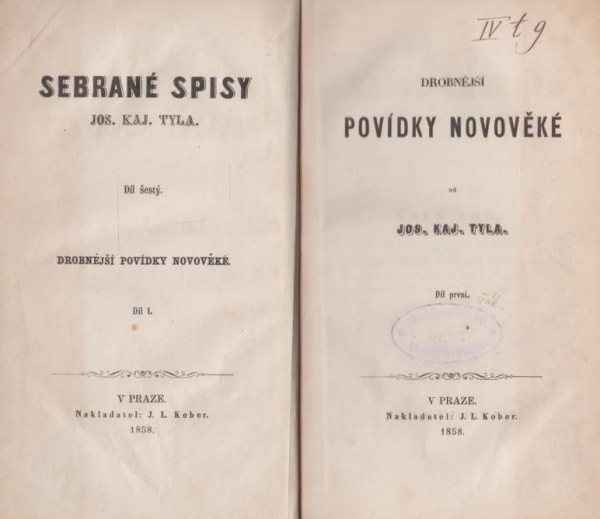 SEBRANÉ SPISY
JOS. KAJ. TYLA.
Díl šestý.
DROBNĚJŠÍ POVÍDKY NOVOVĚKÉ.
Díl I.
V PRAZE.
Nakladatel: J. L. Kober.
1858.
IV t g
DROBNĚJŠÍ
POVÍDKY NOVOVĚKÉ
od
JOS. KAJ. TYLA.
Díl první.
V PRAZE.
Nakladatel: J. L. Kober.
1858.